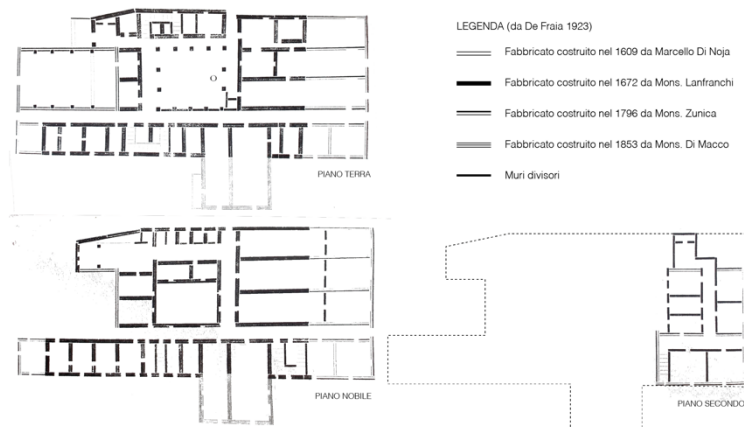 LEGENDA (da De Fraia 1923)
Fabbricato costruito nel 1609 da Marcello Di Noja
Fabbricato costruito nel 1672 da Mons. Lanfranchi
Fabbricato costruito nel 1796 da Mons. Zunica
Fabbricato costruito nel 1853 da Mons. Di Macco
Muri divisori
PIANO TERRA
PIANO NOBILE
PIANO SECONDO